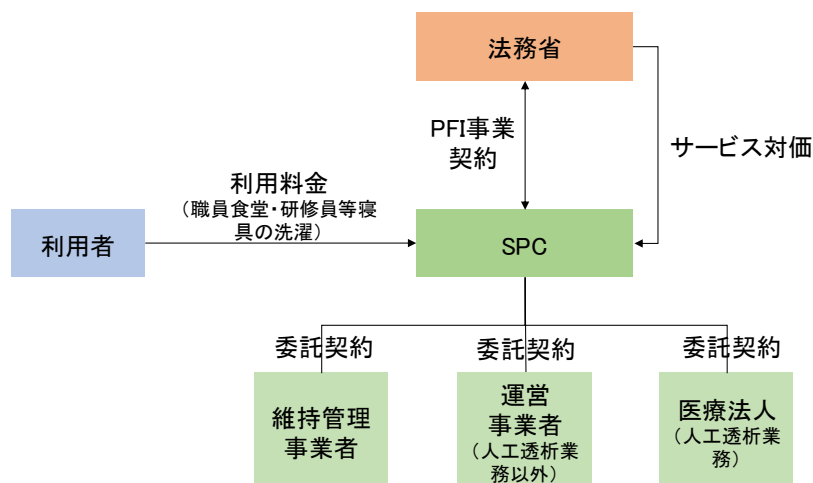 法務省
PFI事業
契約
サービス対価
利用料金
（職員食堂・研修員等寝
具の洗濯）
利用者
SPC
委託契約
委託契約
委託契約
維持管理
事業者
運営
事業者
（人工透析業
務以外）
医療法人
（人工透析業
務）